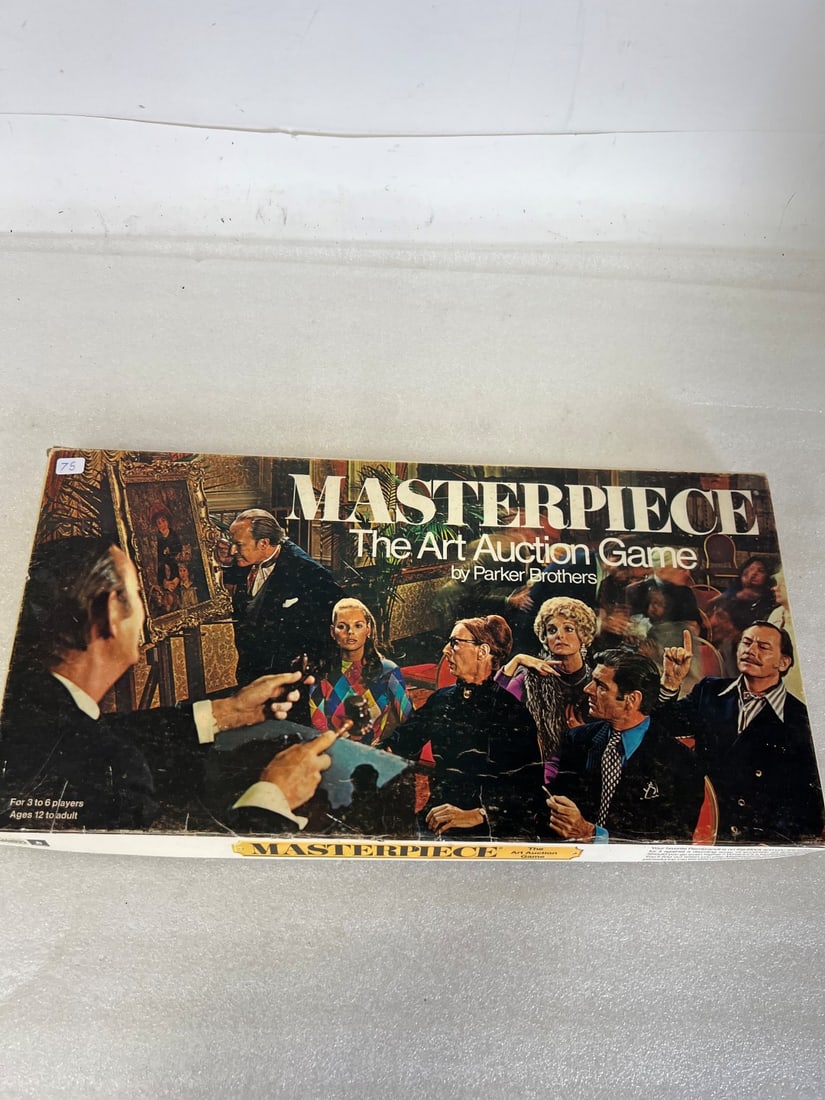 75
MASTERPIECE
The Art Auction Game
by Parker Brothers
For 3 to 6 players
Ages 12 to adult
MASTERPIECE
The
Art Auction
Game